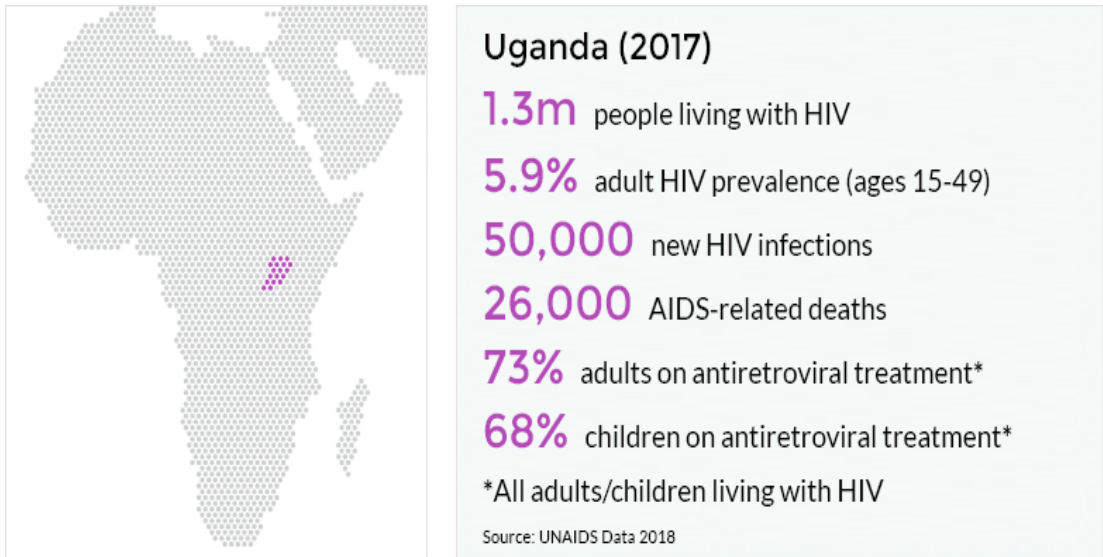 Uganda (2017)
1.3m people living with HIV
5.9% adult HIV prevalence (ages 15-49)
50,000 new HIV infections
26,000 AIDS-related deaths
73% adults on antiretroviral treatment*
68% children on antiretroviral treatment*
*All adults/children living with HIV
Source: UNAIDS Data 2018